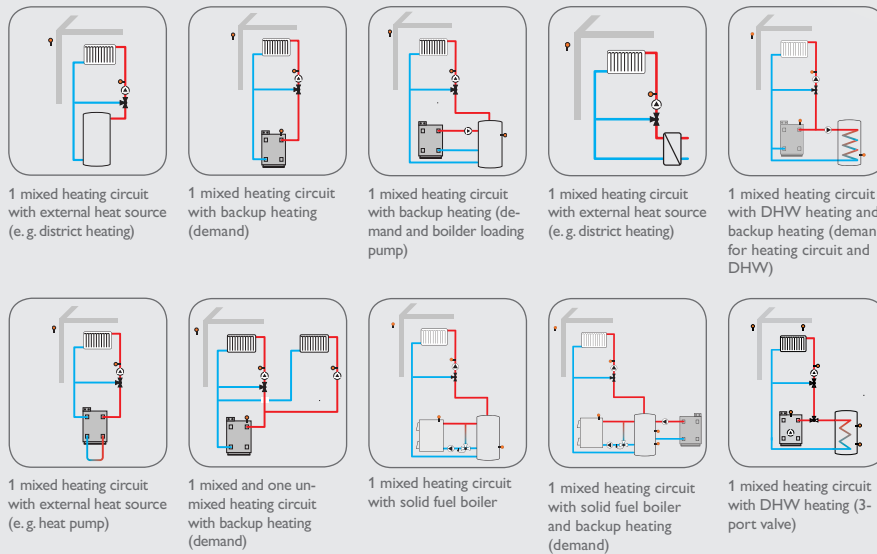 1 mixed heating circuit
with external heat source
(e. g. district heating)
1 mixed heating circuit
with backup heating
(demand)
1 mixed heating circuit
with backup heating (de-
mand and boilder loading
pump)
1 mixed heating circuit
with external heat source
(e. g. district heating)
1 mixed heating circuit
with DHW heating and
backup heating (deman
for heating circuit and
DHW)
1 mixed heating circuit
with external heat source
(e. g. heat pump)
1 mixed and one un-
mixed heating circuit
with backup heating
(demand)
1 mixed heating circuit
with solid fuel boiler
1 mixed heating circuit
with solid fuel boiler
and backup heating
(demand)
1 mixed heating circuit
with DHW heating (3-
port valve)